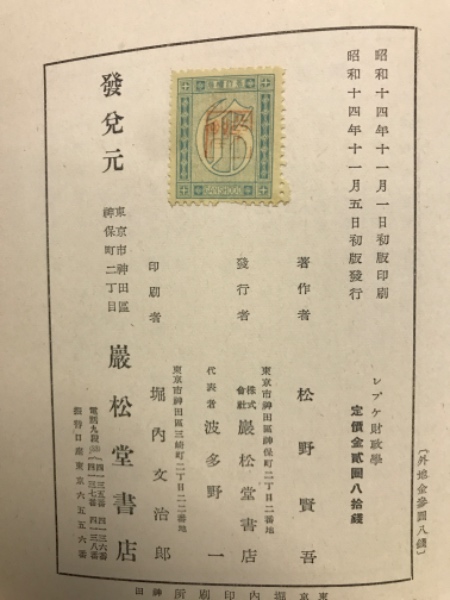 昭和十四年十一月一日初版印刷
昭和十四年十一月五日初版發行
レプケ財政學
定價金貳圓八拾錢
〔外地金參圓八錢〕
著作者 松野賢吾
東京市神田區神保町二丁目二番地
發行者 株式會社 巖松堂書店
代表者 波多野一
東京市神田區三崎町二丁目二二番地
印刷者 堀內文治郎
發兌元 東京市神田區神保町二丁目 巖松堂書店